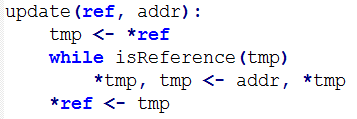 update(ref, addr):
    tmp <- *ref
    while isReference(tmp)
        *tmp, tmp <- addr, *tmp
    *ref <- tmp